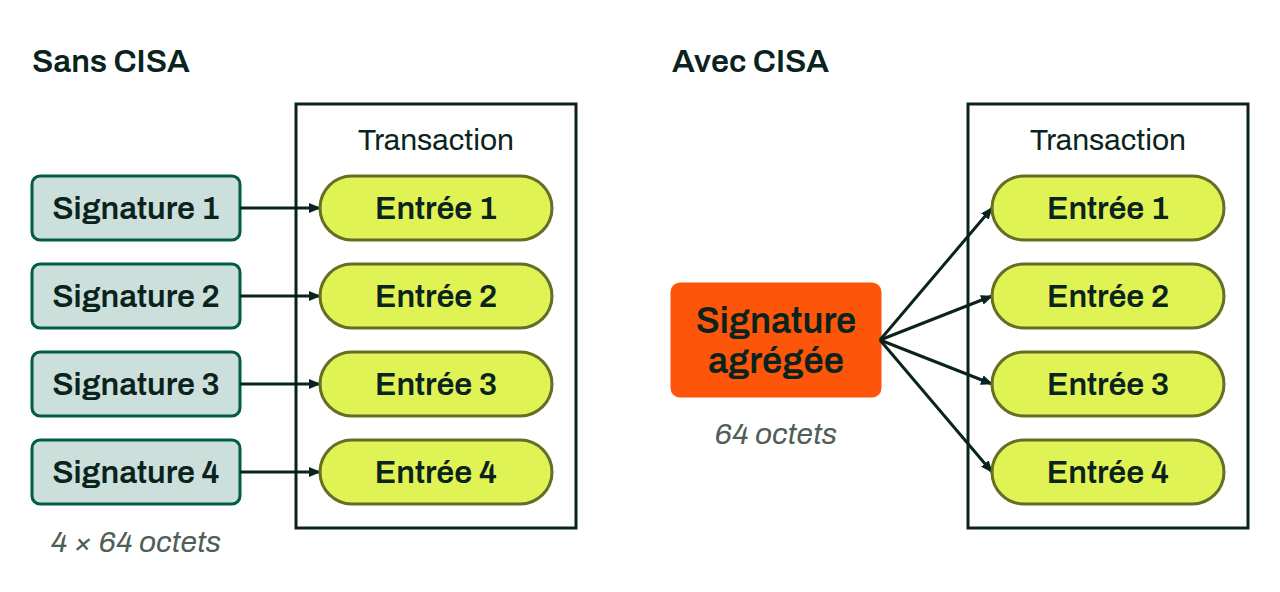 Sans CISA
Transaction
Signature 1
Entrée 1
Signature 2
Entrée 2
Signature 3
Entrée 3
Signature 4
Entrée 4
4 × 64 octets
Avec CISA
Transaction
Signature
agrégée
64 octets
Entrée 1
Entrée 2
Entrée 3
Entrée 4